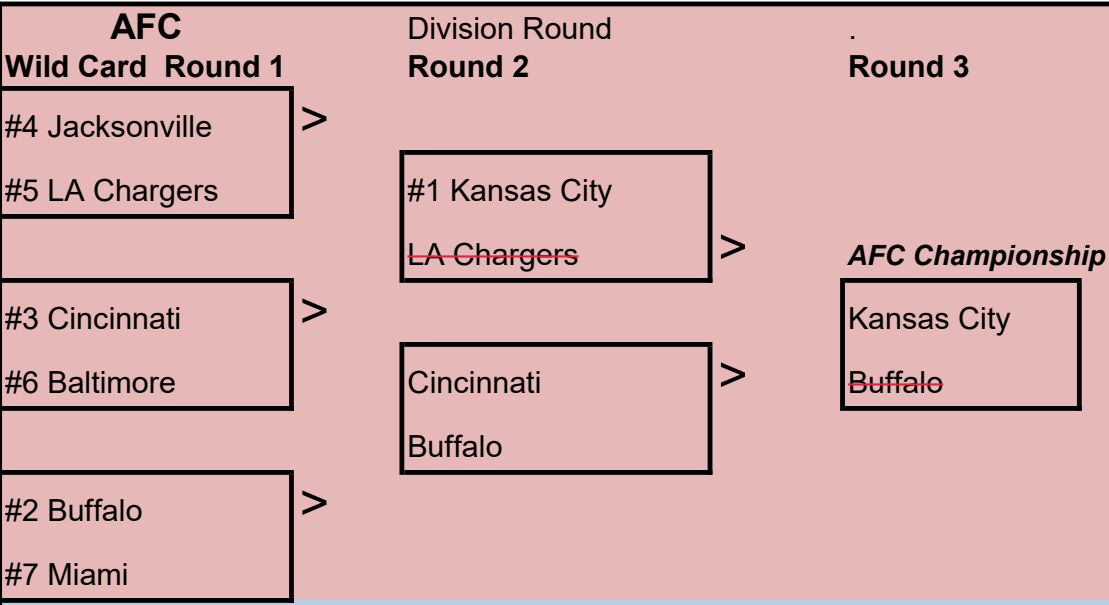 AFC
Wild Card  Round 1
#4 Jacksonville
#5 LA Chargers
#3 Cincinnati
#6 Baltimore
#2 Buffalo
#7 Miami
>
>
>
Division Round
Round 2
#1 Kansas City
LA Chargers
Cincinnati
Buffalo
>
>
.
Round 3
AFC Championship
Kansas City
Buffalo